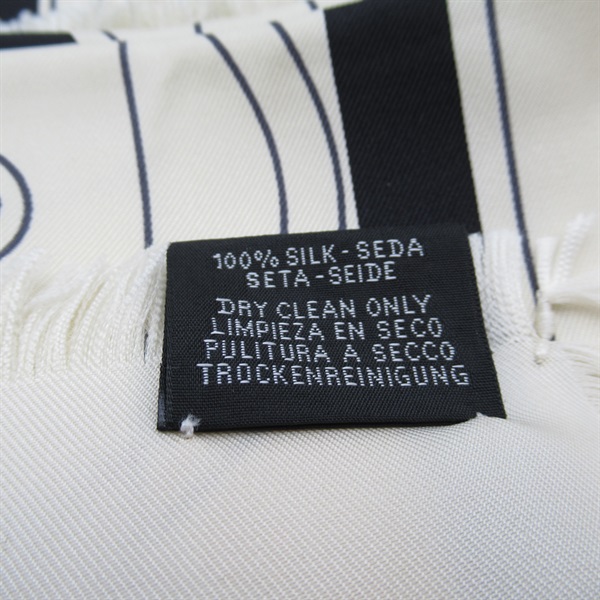 100% SILK - SEDA
SETA - SEIDE
DRY CLEAN ONLY
LIMPIEZA EN SECO
PULITURA A SECCO
TROCKENREINIGUNG